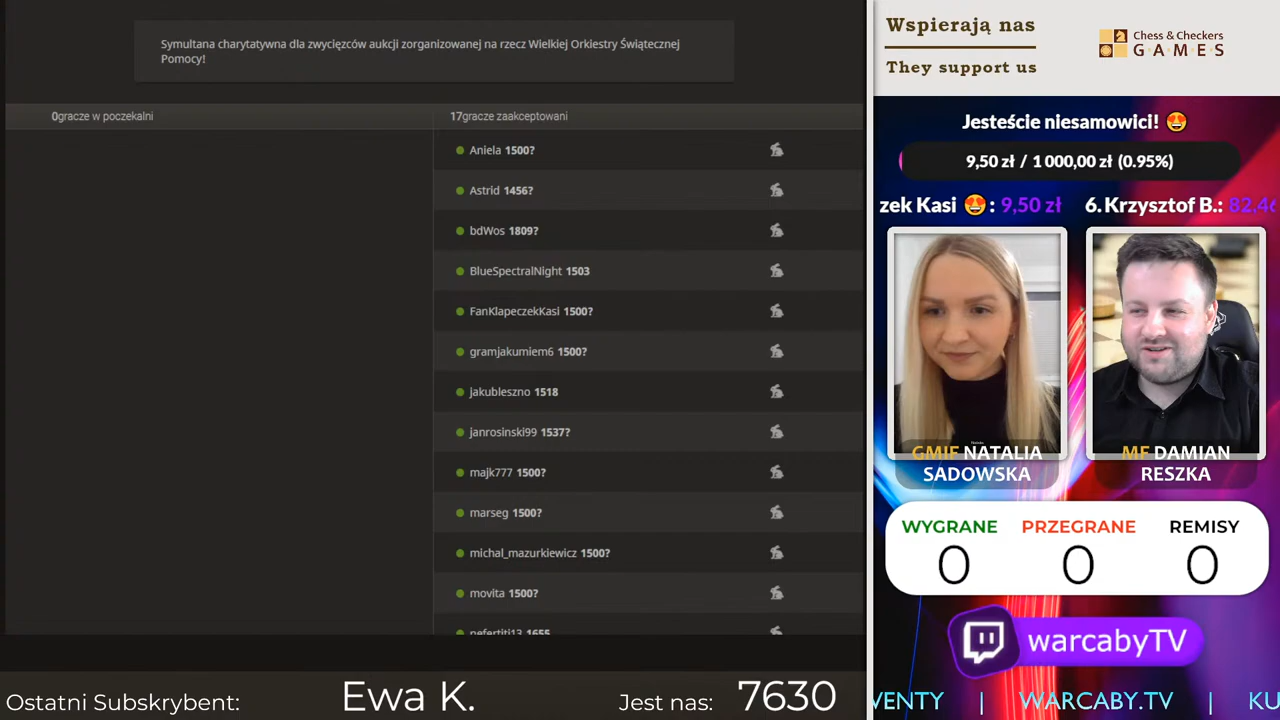 Symultana charytatywna dla zwycięzców aukcji zorganizowanej na rzecz Wielkiej Orkiestry Świątecznej
Pomocy!
0gracze w poczekalni
17gracze zaakceptowani
Aniela 1500?
Astrid 1456?
bdWos 1809?
BlueSpectralNight 1503
FanKlapeczekKasi 1500?
gramjakumiem6 1500?
jakubleszno 1518
janrosinski99 1537?
majk777 1500?
marseg 1500?
michal_mazurkiewicz 1500?
movita 1500?
nefertiti13 1655
Wspierają nas
They support us
Chess & Checkers
GAMES
Jesteście niesamowici! 😍
9,50 zł / 1 000,00 zł (0.95%)
zek Kasi 😍: 9,50 zł 6. Krzysztof B.: 82,46
GMIF NATALIA
SADOWSKA
MF DAMIAN
RESZKA
WYGRANE PRZEGRANE REMISY
0 0 0
warcabyTV
Ostatni Subskrybent: Ewa K. Jest nas: 7630
VENTY | WARCABY.TV | KU